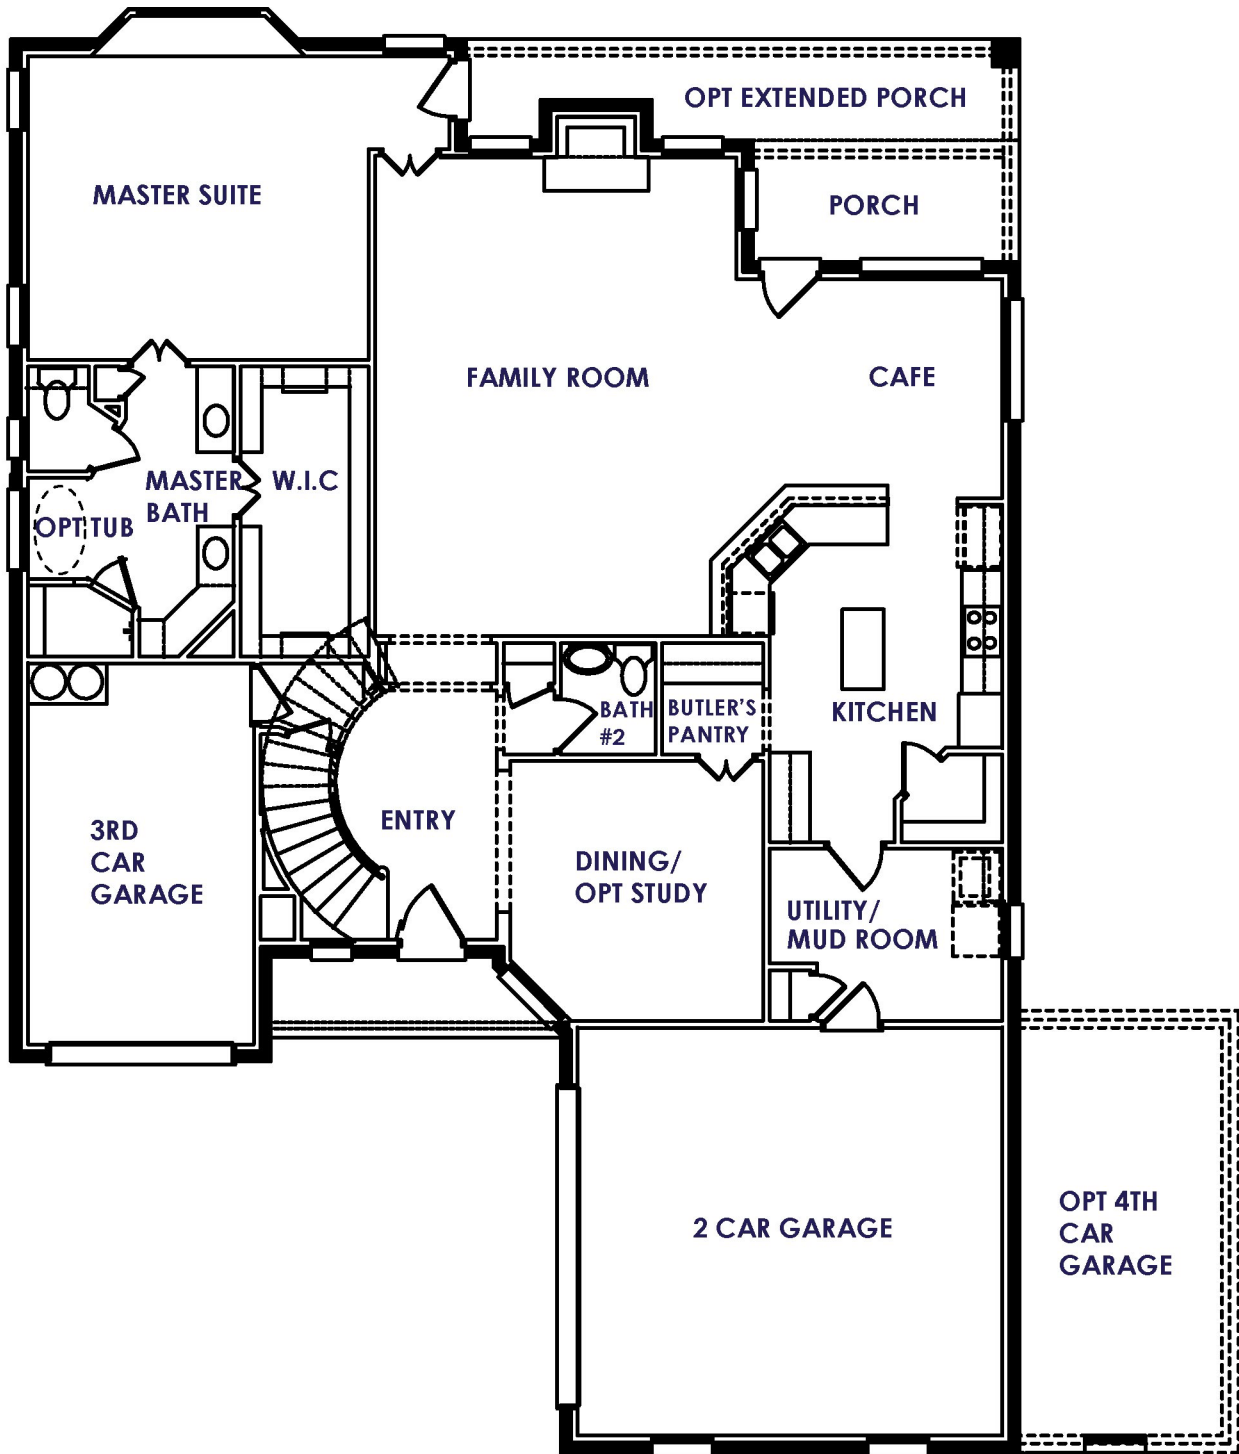 OPT EXTENDED PORCH
MASTER SUITE
PORCH
FAMILY ROOM
CAFE
MASTER
BATH
W.I.C
OPT TUB
BATH
#2
BUTLER'S
PANTRY
KITCHEN
ENTRY
3RD
CAR
GARAGE
DINING/
OPT STUDY
UTILITY/
MUD ROOM
2 CAR GARAGE
OPT 4TH
CAR
GARAGE